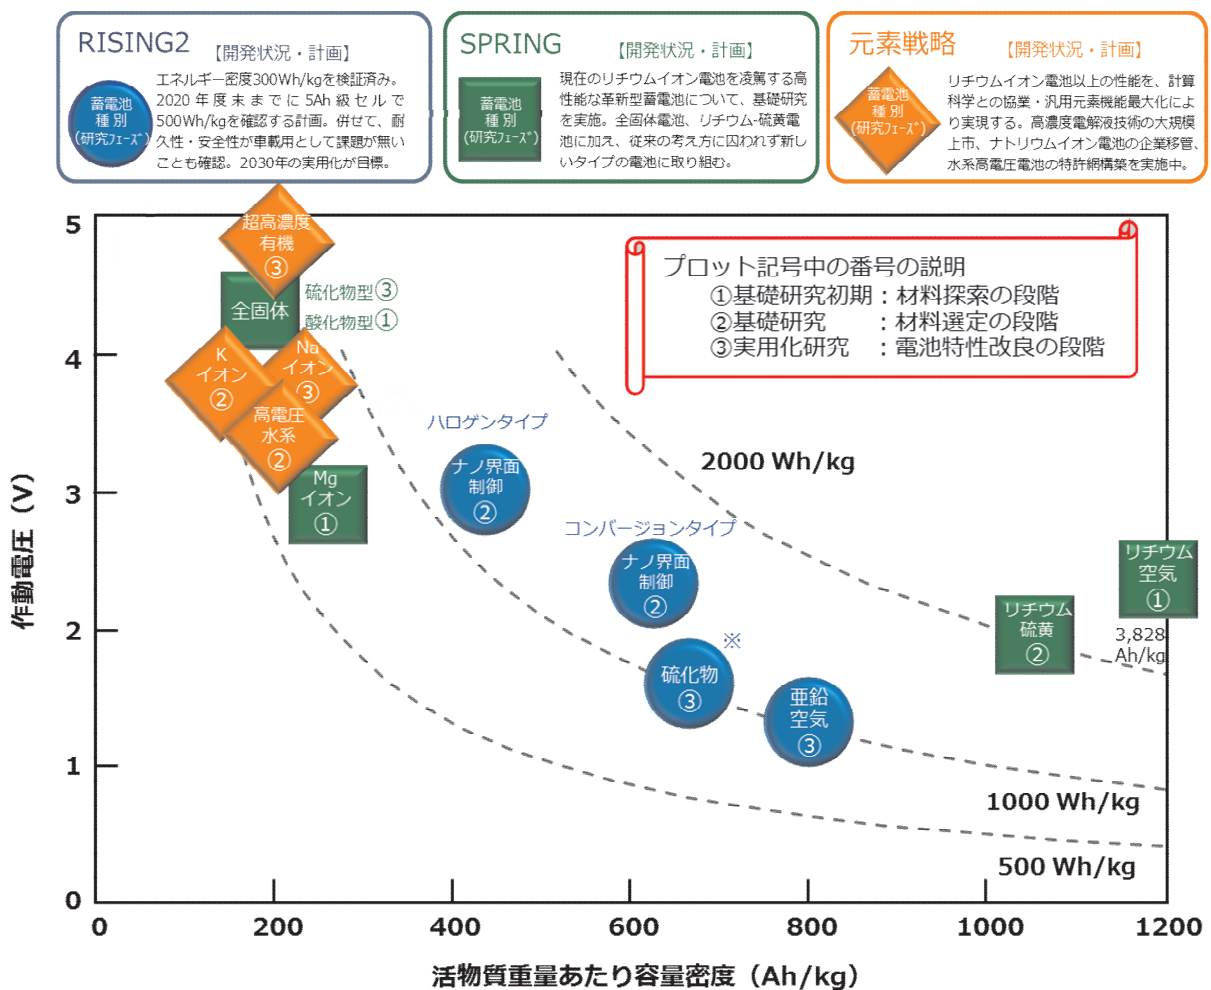 RISING2 【開発状況・計画】
蓄電池
種別
(研究フェーズ)
エネルギー密度300Wh/kgを検証済み。
2020年度末までに5Ah級セルで
500Wh/kgを確認する計画。併せて、耐
久性・安全性が車載用として課題が無い
ことも確認。2030年の実用化が目標。
SPRING 【開発状況・計画】
蓄電池
種別
(研究フェーズ)
現在のリチウムイオン電池を凌駕する高
性能な革新型蓄電池について、基礎研究
を実施。全固体電池、リチウム-硫黄電
池に加え、従来の考え方に囚われず新し
いタイプの電池に取り組む。
元素戦略 【開発状況・計画】
蓄電池
種別
(研究フェーズ)
リチウムイオン電池以上の性能を、計算
科学との協業・汎用元素機能最大化によ
り実現する。高濃度電解液技術の大規模
上市、ナトリウムイオン電池の企業移管、
水系高電圧電池の特許網構築を実施中。
プロット記号中の番号の説明
①基礎研究初期：材料探索の段階
②基礎研究　　：材料選定の段階
③実用化研究　：電池特性改良の段階
超高濃度
有機
③
全固体
硫化物型③
酸化物型①
K
イオン
②
Na
イオン
③
高電圧
水系
②
Mg
イオン
①
ハロゲンタイプ
ナノ界面
制御
②
コンバージョンタイプ
ナノ界面
制御
②
※
硫化物
③
亜鉛
空気
③
リチウム
硫黄
②
リチウム
空気
①
3,828
Ah/kg
2000 Wh/kg
1000 Wh/kg
500 Wh/kg
作動電圧（V）
5
4
3
2
1
0
0 200 400 600 800 1000 1200
活物質重量あたり容量密度（Ah/kg）